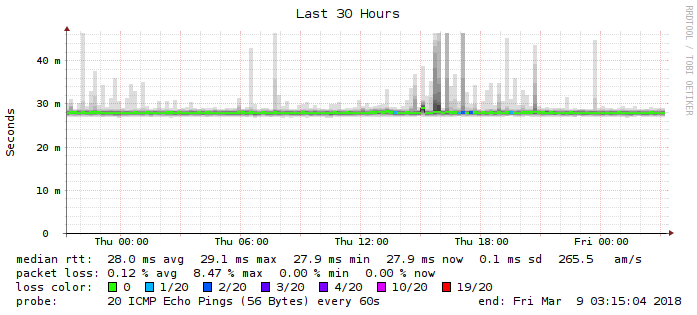 Last 30 Hours
RRDTOOL / TOBI OETIKER
Seconds
40 m
30 m
20 m
10 m
0
Thu 00:00 Thu 06:00 Thu 12:00 Thu 18:00 Fri 00:00
median rtt: 28.0 ms avg 29.1 ms max 27.9 ms min 27.9 ms now 0.1 ms sd 265.5 am/s
packet loss: 0.12 % avg 8.47 % max 0.00 % min 0.00 % now
loss color: 0 1/20 2/20 3/20 4/20 10/20 19/20
probe: 20 ICMP Echo Pings (56 Bytes) every 60s end: Fri Mar 9 03:15:04 2018